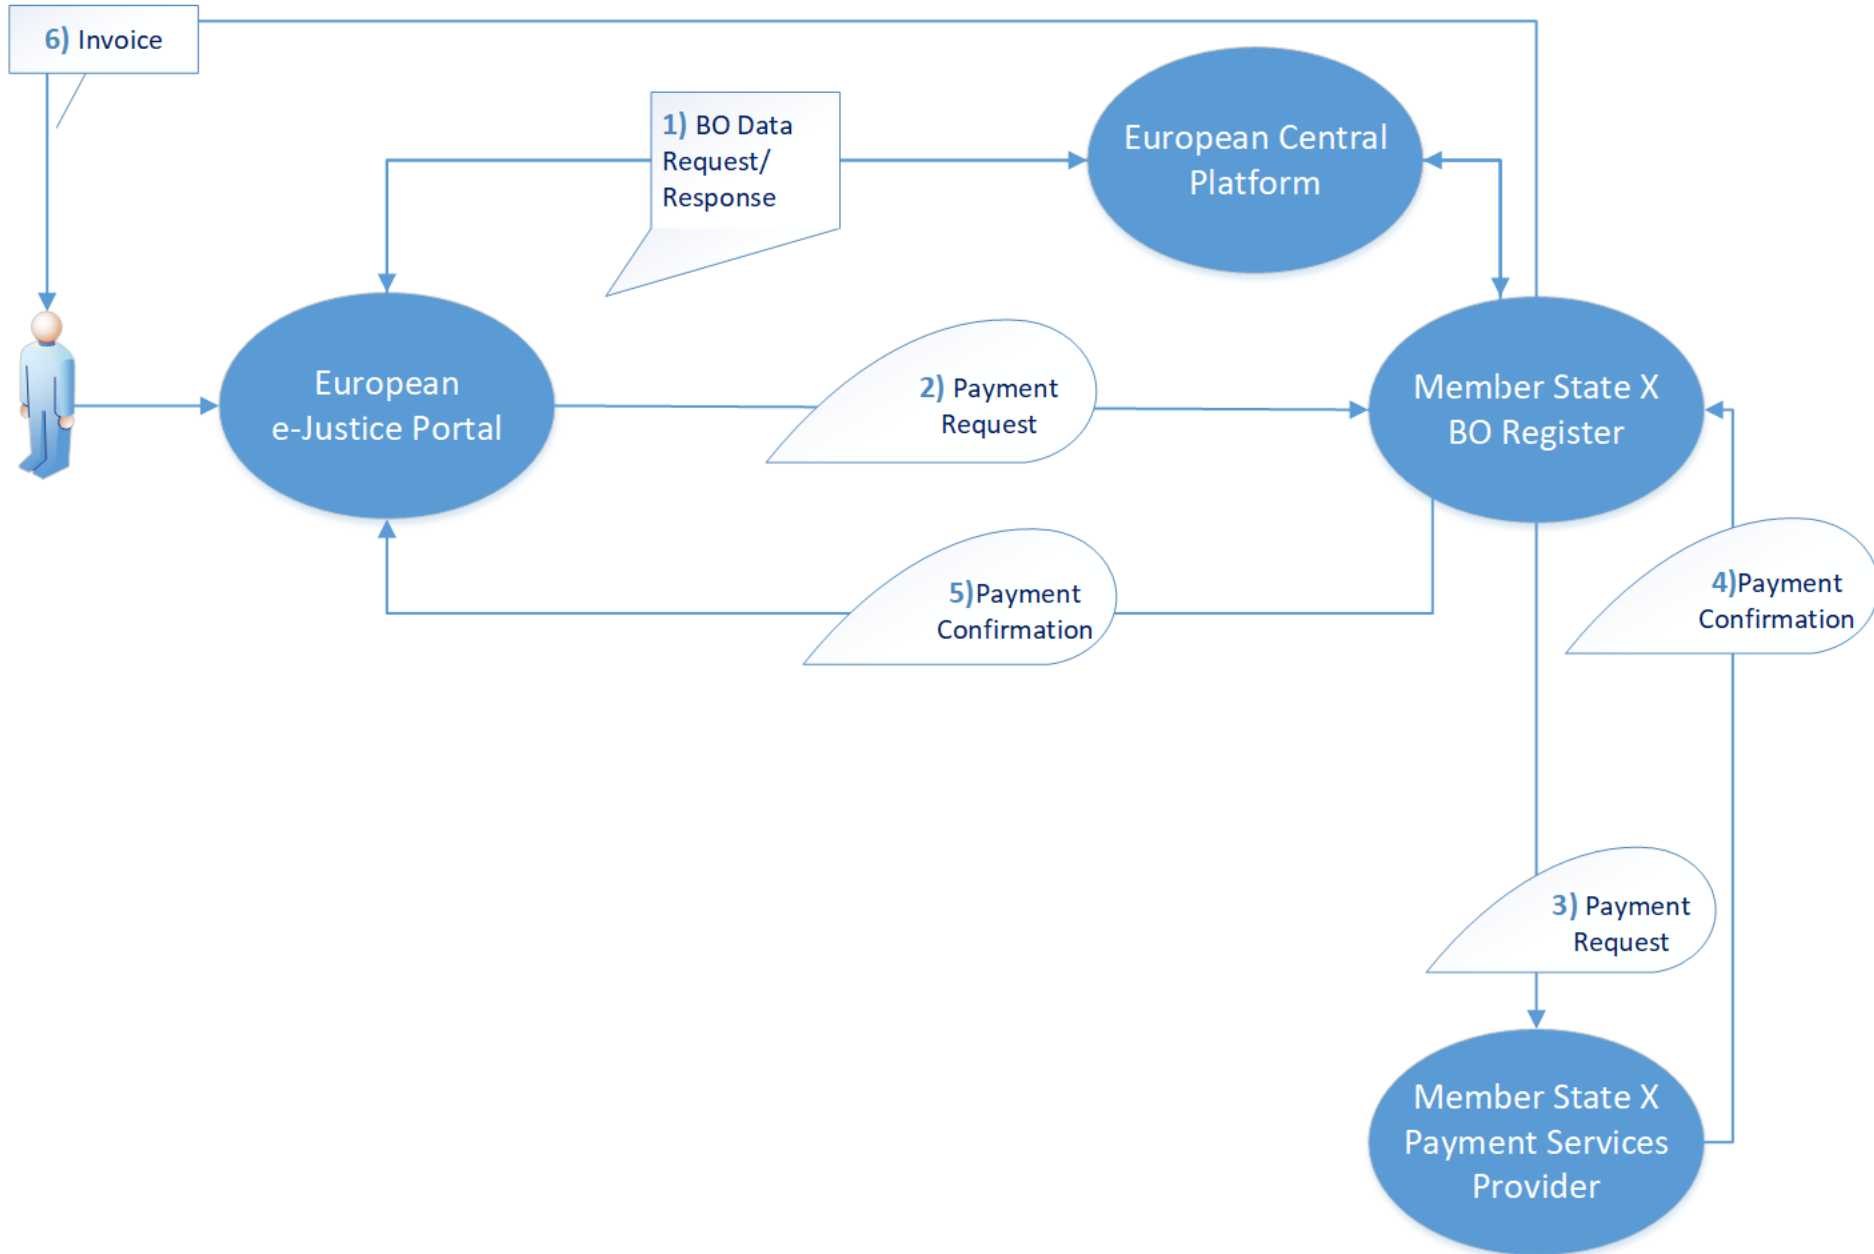 6) Invoice
1) BO Data
Request/
Response
European Central
Platform
European
e-Justice Portal
2) Payment
Request
Member State X
BO Register
5)Payment
Confirmation
4)Payment
Confirmation
3) Payment
Request
Member State X
Payment Services
Provider